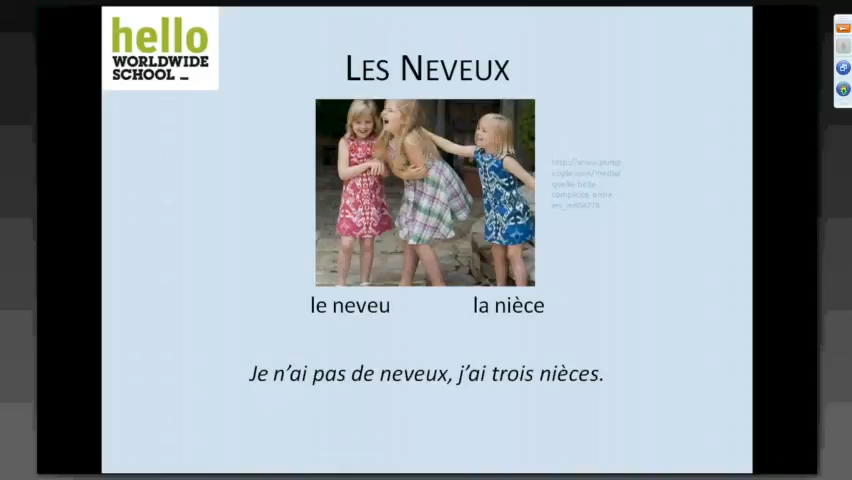 hello
WORLDWIDE
SCHOOL _
LES NEVEUX
le neveu
la nièce
Je n'ai pas de neveux, j'ai trois nièces.